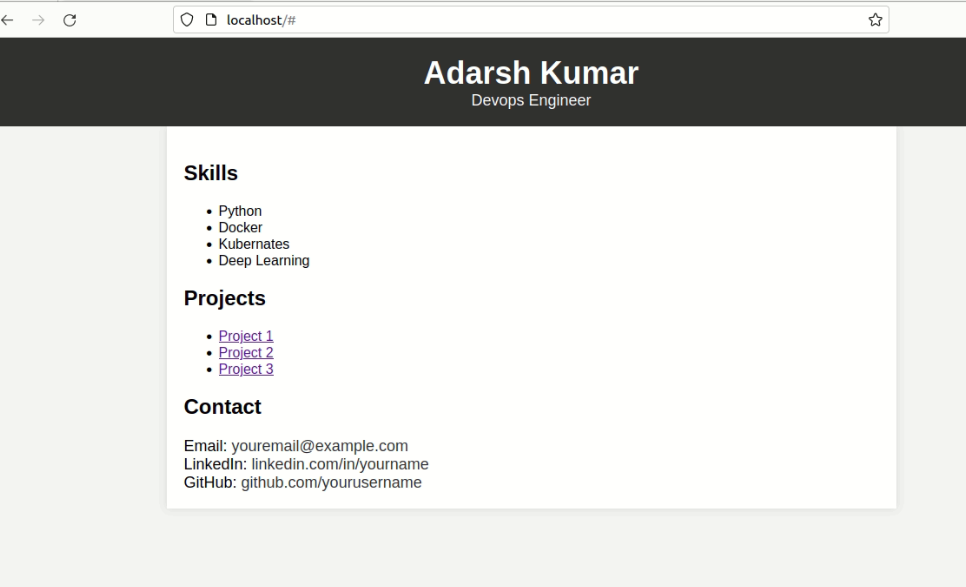 localhost/#
Adarsh Kumar
Devops Engineer
Skills
Python
Docker
Kubernates
Deep Learning
Projects
Project 1
Project 2
Project 3
Contact
Email: youremail@example.com
LinkedIn: linkedin.com/in/yourname
GitHub: github.com/yourusername